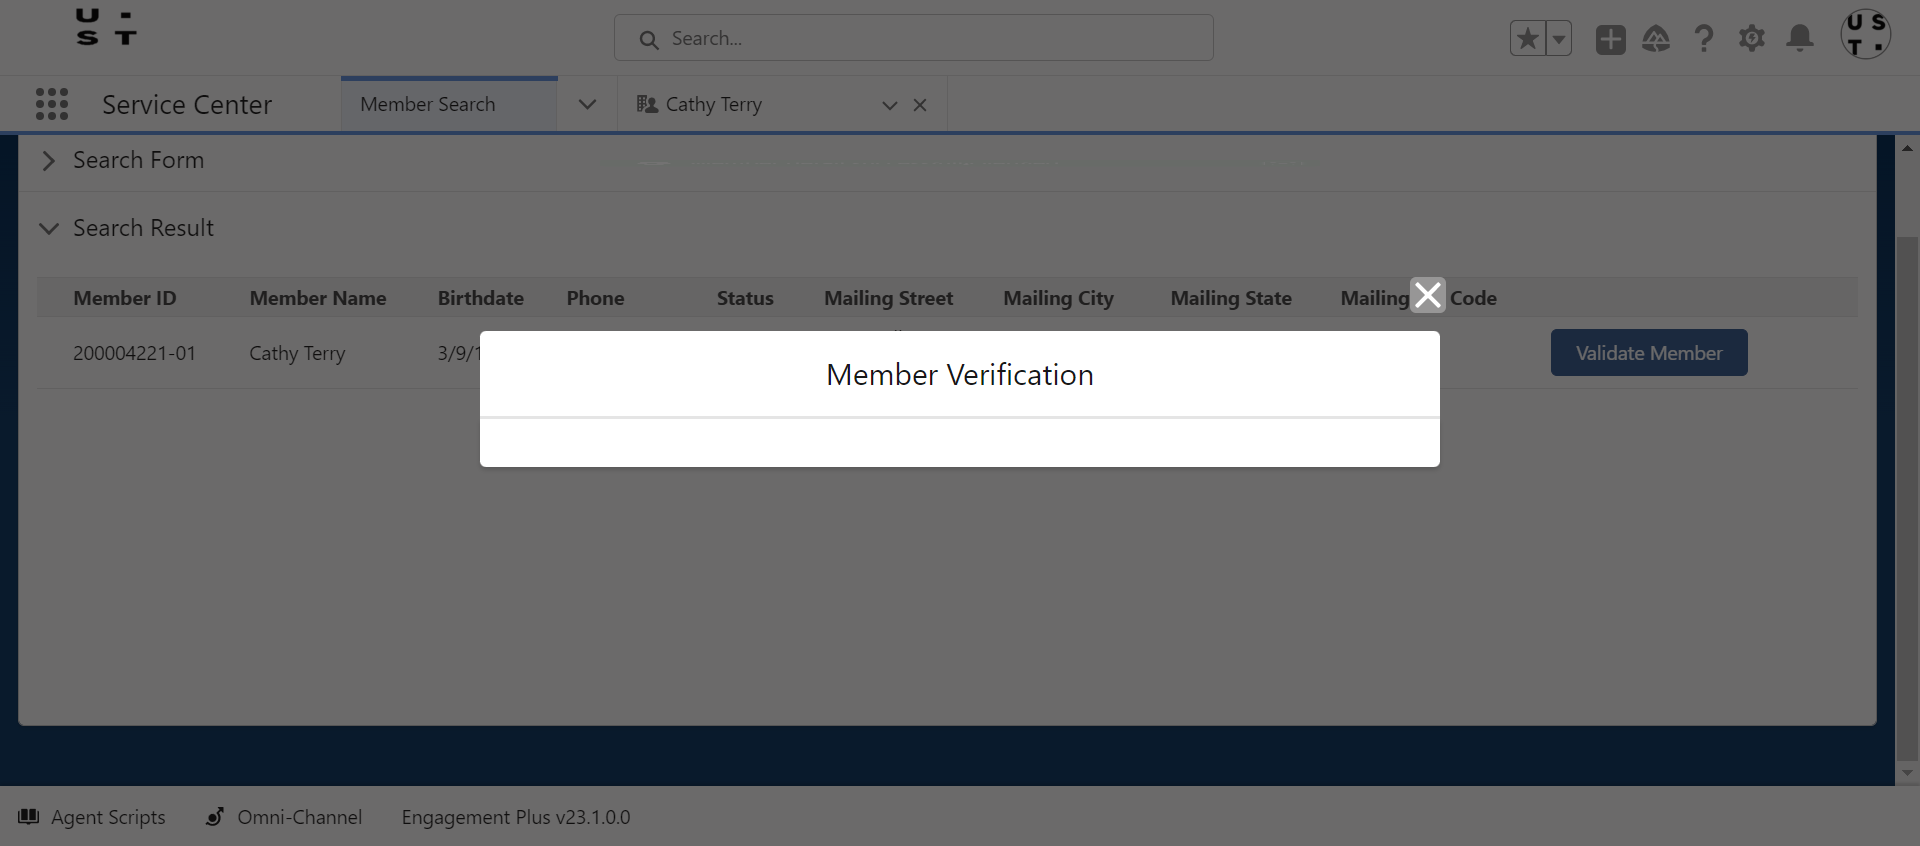 U ·
S T
Search...
U S
T ·
Service Center
Member Search
Cathy Terry
Search Form
Search Result
Member ID Member Name Birthdate Phone Status Mailing Street Mailing City Mailing State Mailing Code
200004221-01 Cathy Terry 3/9/1 Validate Member
Member Verification
Agent Scripts Omni-Channel Engagement Plus v23.1.0.0